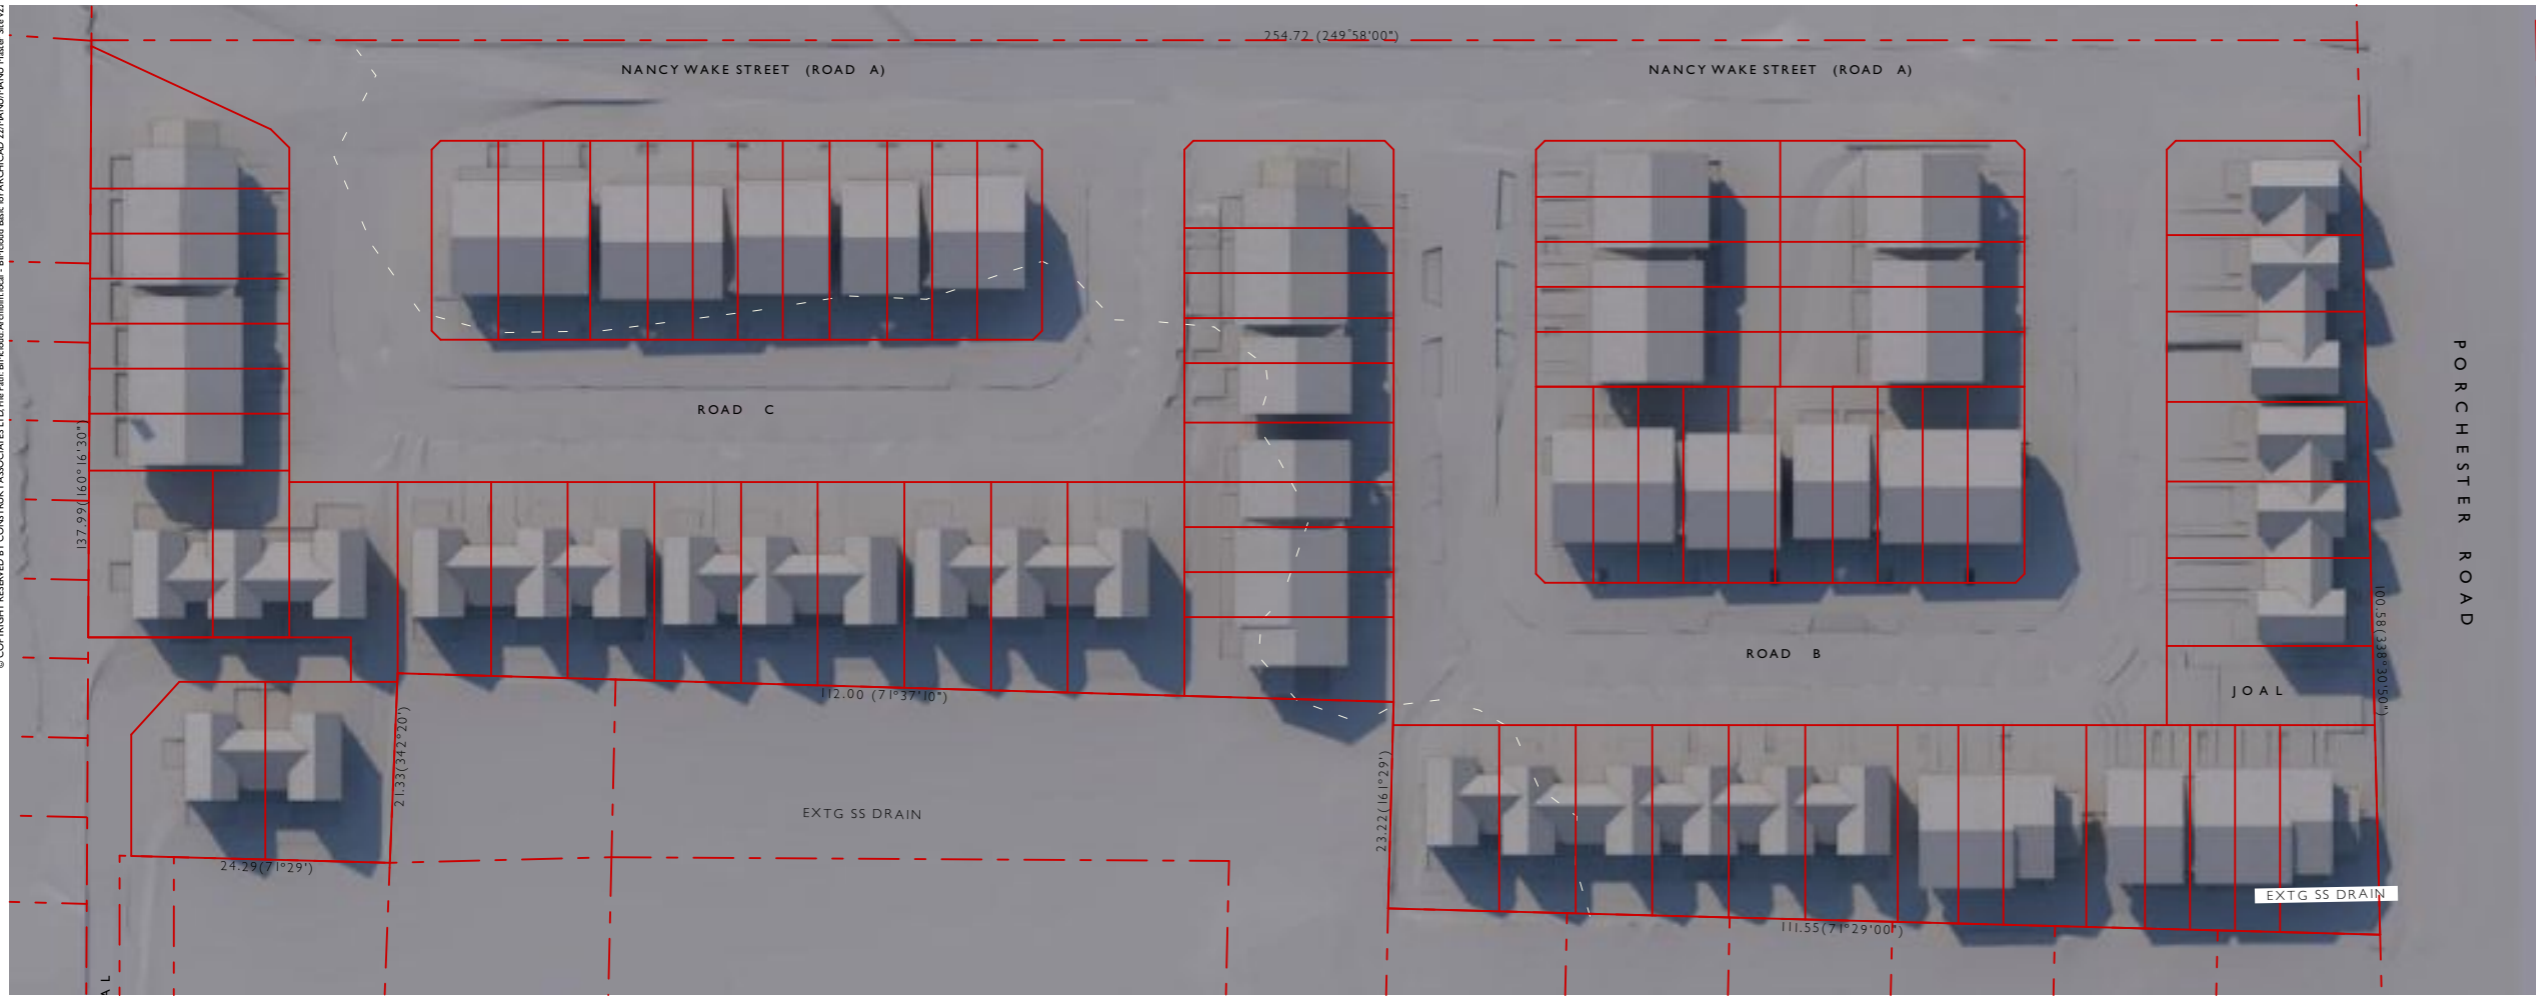 254.72 (249°58'00")
NANCY WAKE STREET (ROAD A)
NANCY WAKE STREET (ROAD A)
ROAD C
137.99(160°16'30")
PORCHESTER ROAD
100.58(338°30'50")
ROAD B
JOAL
112.00 (71°37'10")
21.33(342°20')
23.22(161°29')
EXTG SS DRAIN
24.29(71°29')
EXTG SS DRAIN
111.55(71°29'00")